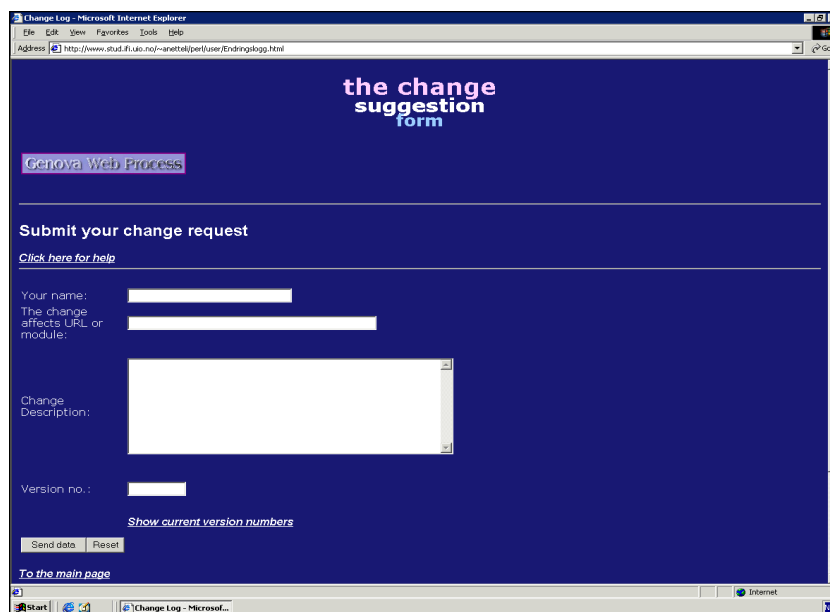 Change Log - Microsoft Internet Explorer
File Edit View Favorites Tools Help
Address http://www.stud.ifi.uio.no/~anetteli/perl/user/Endringslogg.html
the change
suggestion
form
Genova Web Process
Submit your change request
Click here for help
Your name:
The change
affects URL or
module:
Change
Description:
Version no.:
Show current version numbers
Send data Reset
To the main page
Internet
Start Change Log - Microsof...